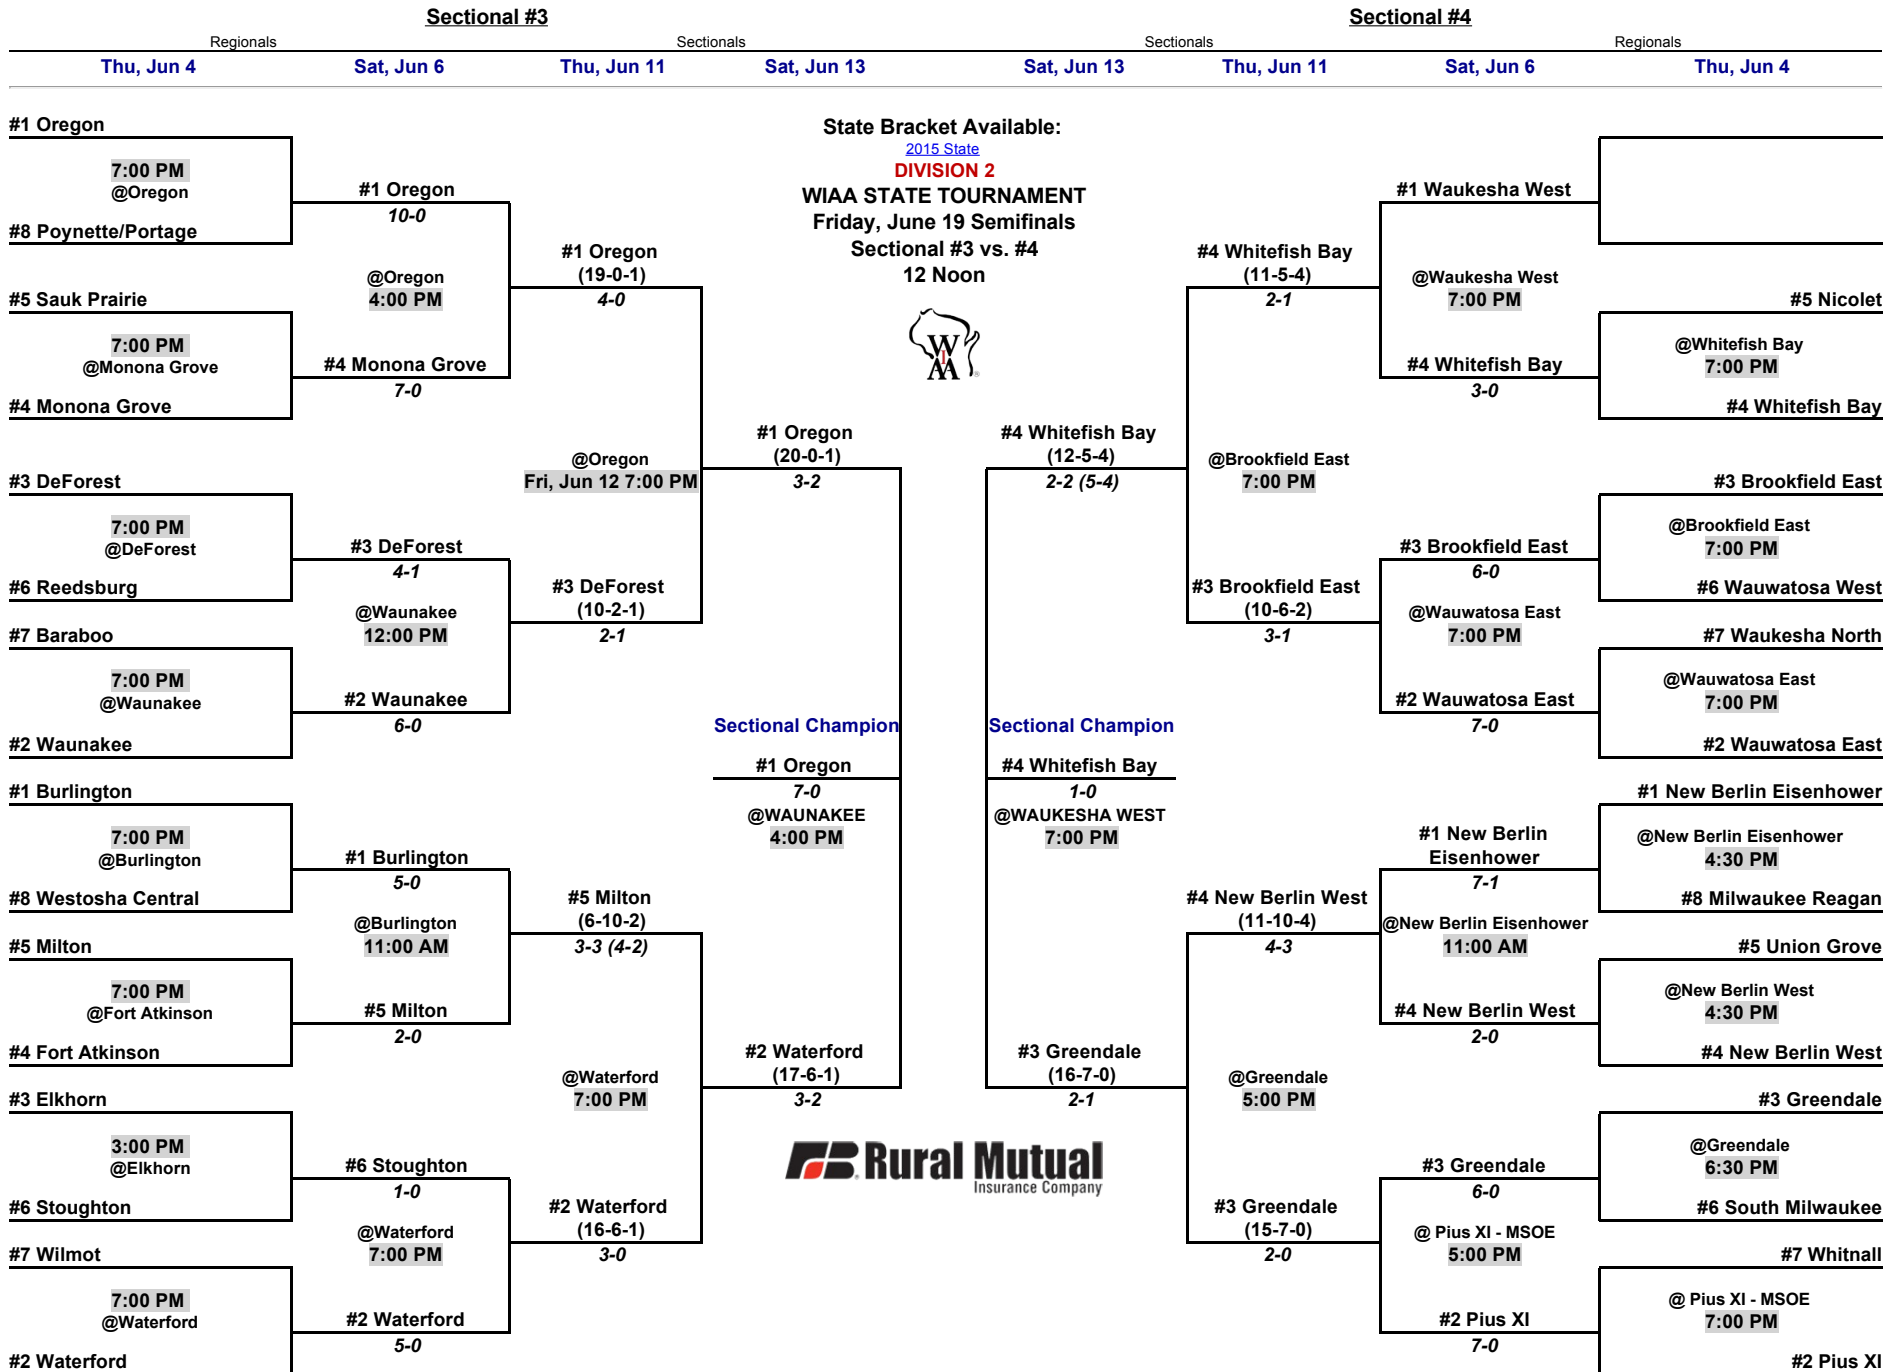 Sectional #3
Sectional #4
Regionals
Sectionals
Sectionals
Regionals
Thu, Jun 4
Sat, Jun 6
Thu, Jun 11
Sat, Jun 13
Sat, Jun 13
Thu, Jun 11
Sat, Jun 6
Thu, Jun 4
#1 Oregon
7:00 PM
@Oregon
#8 Poynette/Portage
#5 Sauk Prairie
7:00 PM
@Monona Grove
#4 Monona Grove
#3 DeForest
7:00 PM
@DeForest
#6 Reedsburg
#7 Baraboo
7:00 PM
@Waunakee
#2 Waunakee
#1 Burlington
7:00 PM
@Burlington
#8 Westosha Central
#5 Milton
7:00 PM
@Fort Atkinson
#4 Fort Atkinson
#3 Elkhorn
3:00 PM
@Elkhorn
#6 Stoughton
#7 Wilmot
7:00 PM
@Waterford
#2 Waterford
#1 Oregon
10-0
@Oregon
4:00 PM
#4 Monona Grove
7-0
#3 DeForest
4-1
@Waunakee
12:00 PM
#2 Waunakee
6-0
#1 Burlington
5-0
@Burlington
11:00 AM
#5 Milton
2-0
#6 Stoughton
1-0
@Waterford
7:00 PM
#2 Waterford
5-0
#1 Oregon
(19-0-1)
4-0
@Oregon
Fri, Jun 12 7:00 PM
#3 DeForest
(10-2-1)
2-1
#5 Milton
(6-10-2)
3-3 (4-2)
@Waterford
7:00 PM
#2 Waterford
(16-6-1)
3-0
#1 Oregon
(20-0-1)
3-2
Sectional Champion
#1 Oregon
7-0
@WAUNAKEE
4:00 PM
#2 Waterford
(17-6-1)
3-2
State Bracket Available:
2015 State
DIVISION 2
WIAA STATE TOURNAMENT
Friday, June 19 Semifinals
Sectional #3 vs. #4
12 Noon
WIAA
Rural Mutual
Insurance Company
#4 Whitefish Bay
(12-5-4)
2-2 (5-4)
Sectional Champion
#4 Whitefish Bay
1-0
@WAUKESHA WEST
7:00 PM
#3 Greendale
(16-7-0)
2-1
#4 Whitefish Bay
(11-5-4)
2-1
@Brookfield East
7:00 PM
#3 Brookfield East
(10-6-2)
3-1
#4 New Berlin West
(11-10-4)
4-3
@Greendale
5:00 PM
#3 Greendale
(15-7-0)
2-0
#1 Waukesha West
@Waukesha West
7:00 PM
#4 Whitefish Bay
3-0
#3 Brookfield East
6-0
@Wauwatosa East
7:00 PM
#2 Wauwatosa East
7-0
#1 New Berlin
Eisenhower
7-1
@New Berlin Eisenhower
11:00 AM
#4 New Berlin West
2-0
#3 Greendale
6-0
@ Pius XI - MSOE
5:00 PM
#2 Pius XI
7-0
#5 Nicolet
@Whitefish Bay
7:00 PM
#4 Whitefish Bay
#3 Brookfield East
@Brookfield East
7:00 PM
#6 Wauwatosa West
#7 Waukesha North
@Wauwatosa East
7:00 PM
#2 Wauwatosa East
#1 New Berlin Eisenhower
@New Berlin Eisenhower
4:30 PM
#8 Milwaukee Reagan
#5 Union Grove
@New Berlin West
4:30 PM
#4 New Berlin West
#3 Greendale
@Greendale
6:30 PM
#6 South Milwaukee
#7 Whitnall
@ Pius XI - MSOE
7:00 PM
#2 Pius XI